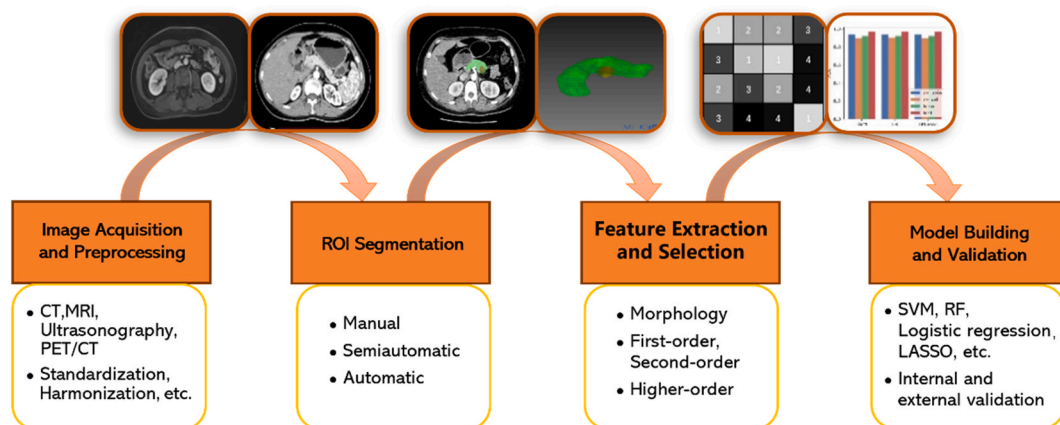 1 2 2 3
3 1 1 4
2 3 2 4
3 4 4 1
Image Acquisition
and Preprocessing
ROI Segmentation
Feature Extraction
and Selection
Model Building
and Validation
• CT,MRI,
Ultrasonography,
PET/CT
• Standardization,
Harmonization, etc.
• Manual
• Semiautomatic
• Automatic
• Morphology
• First-order,
Second-order
• Higher-order
• SVM, RF,
Logistic regression,
LASSO, etc.
• Internal and
external validation